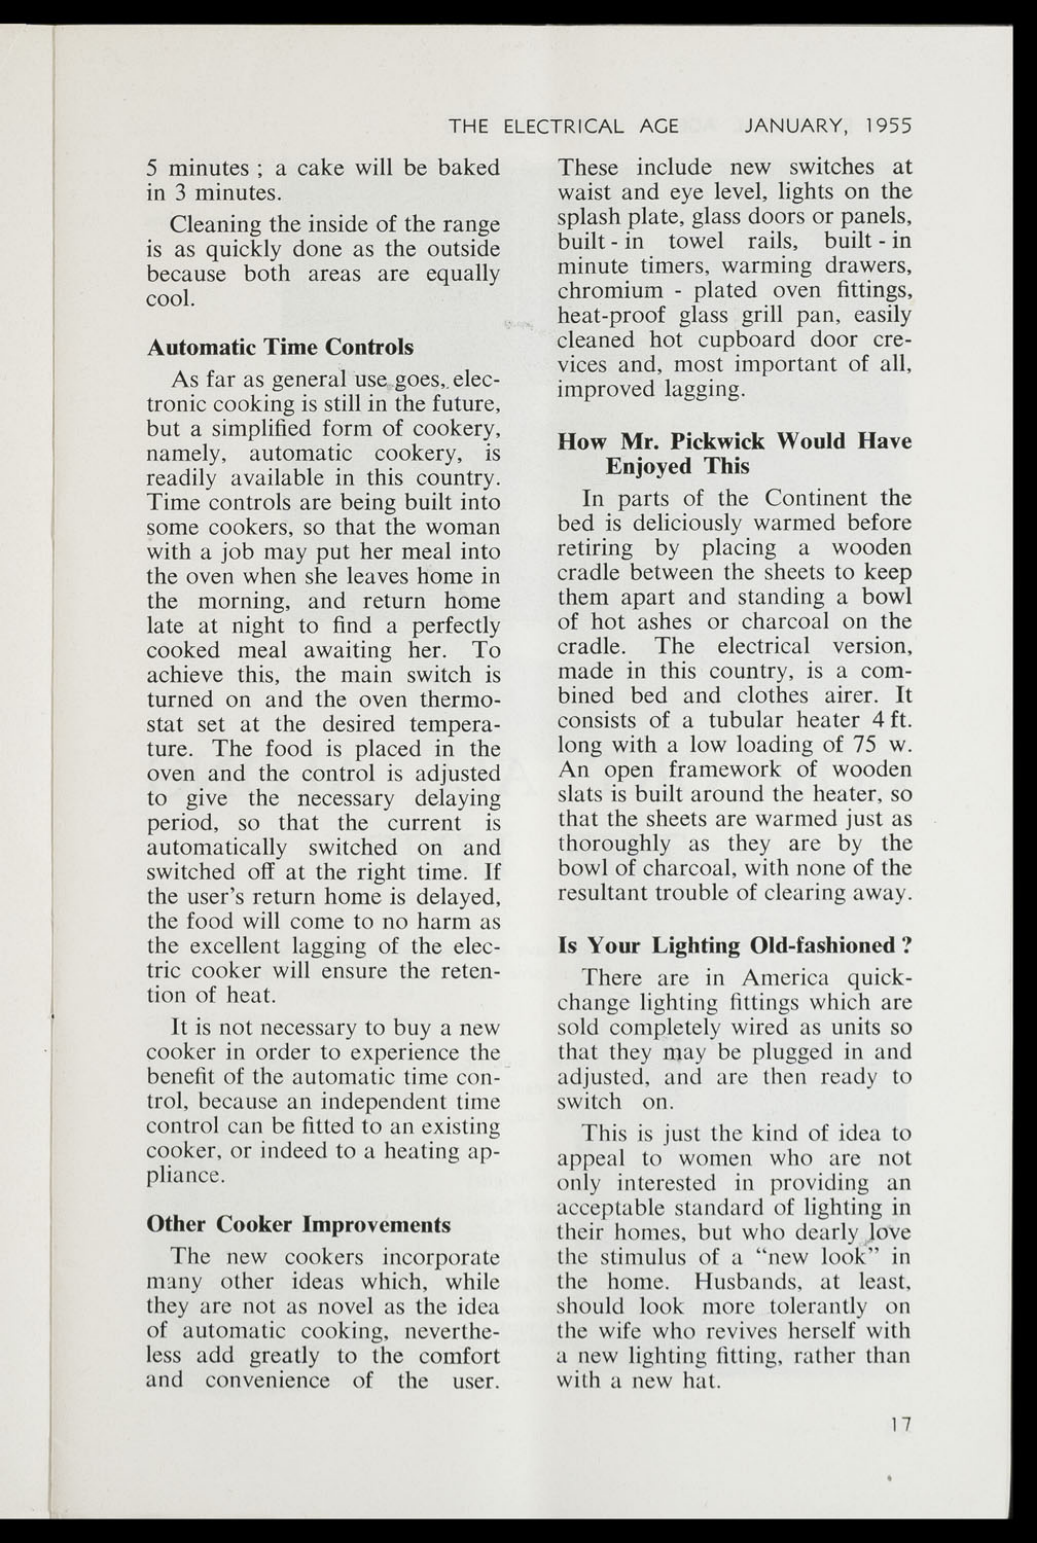 THE ELECTRICAL AGE JANUARY, 1955
5 minutes ; a cake will be baked
in 3 minutes.
Cleaning the inside of the range
is as quickly done as the outside
because both areas are equally
cool.
Automatic Time Controls
As far as general use goes, elec-
tronic cooking is still in the future,
but a simplified form of cookery,
namely, automatic cookery, is
readily available in this country.
Time controls are being built into
some cookers, so that the woman
with a job may put her meal into
the oven when she leaves home in
the morning, and return home
late at night to find a perfectly
cooked meal awaiting her. To
achieve this, the main switch is
turned on and the oven thermo-
stat set at the desired tempera-
ture. The food is placed in the
oven and the control is adjusted
to give the necessary delaying
period, so that the current is
automatically switched on and
switched off at the right time. If
the user's return home is delayed,
the food will come to no harm as
the excellent lagging of the elec-
tric cooker will ensure the reten-
tion of heat.
It is not necessary to buy a new
cooker in order to experience the
benefit of the automatic time con-
trol, because an independent time
control can be fitted to an existing
cooker, or indeed to a heating ap-
pliance.
Other Cooker Improvements
The new cookers incorporate
many other ideas which, while
they are not as novel as the idea
of automatic cooking, neverthe-
less add greatly to the comfort
and convenience of the user.
These include new switches at
waist and eye level, lights on the
splash plate, glass doors or panels,
built - in towel rails, built - in
minute timers, warming drawers,
chromium - plated oven fittings,
heat-proof glass grill pan, easily
cleaned hot cupboard door cre-
vices and, most important of all,
improved lagging.
How Mr. Pickwick Would Have
Enjoyed This
In parts of the Continent the
bed is deliciously warmed before
retiring by placing a wooden
cradle between the sheets to keep
them apart and standing a bowl
of hot ashes or charcoal on the
cradle. The electrical version,
made in this country, is a com-
bined bed and clothes airer. It
consists of a tubular heater 4 ft.
long with a low loading of 75 w.
An open framework of wooden
slats is built around the heater, so
that the sheets are warmed just as
thoroughly as they are by the
bowl of charcoal, with none of the
resultant trouble of clearing away.
Is Your Lighting Old-fashioned ?
There are in America quick-
change lighting fittings which are
sold completely wired as units so
that they may be plugged in and
adjusted, and are then ready to
switch on.
This is just the kind of idea to
appeal to women who are not
only interested in providing an
acceptable standard of lighting in
their homes, but who dearly love
the stimulus of a “new look” in
the home. Husbands, at least,
should look more tolerantly on
the wife who revives herself with
a new lighting fitting, rather than
with a new hat.
17